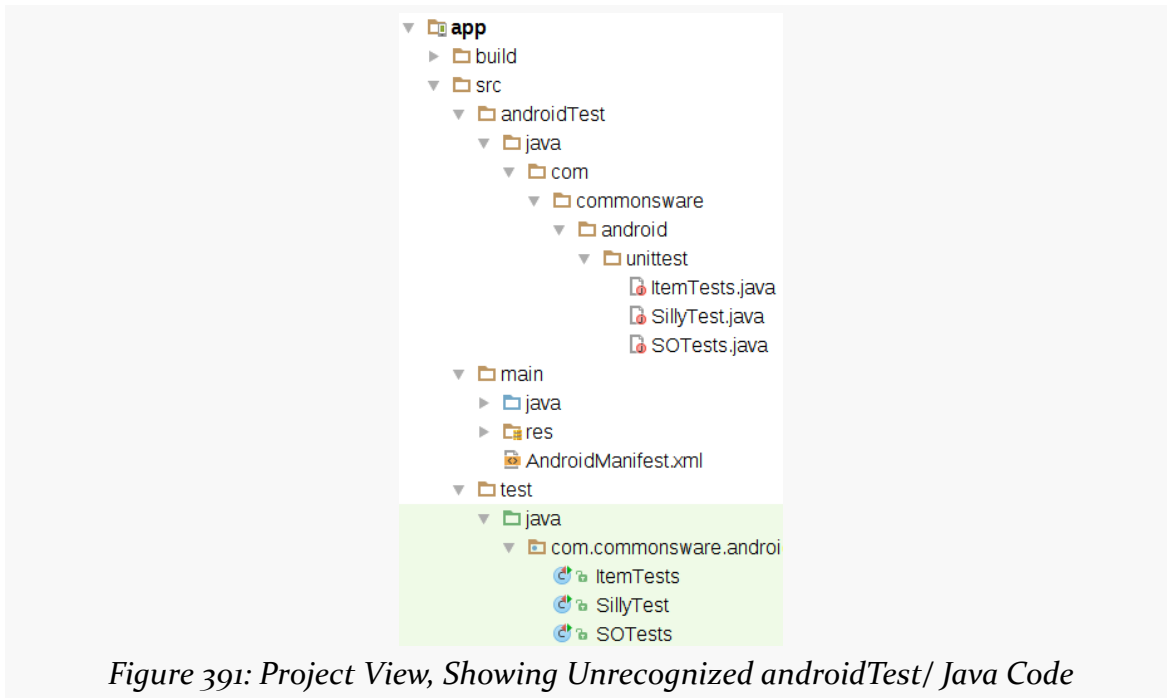 app
build
src
androidTest
java
com
commonsware
android
unittest
ItemTests.java
SillyTest.java
SOTests.java
main
java
res
AndroidManifest.xml
test
java
com.commonsware.androi
ItemTests
SillyTest
SOTests
Figure 391: Project View, Showing Unrecognized androidTest/ Java Code